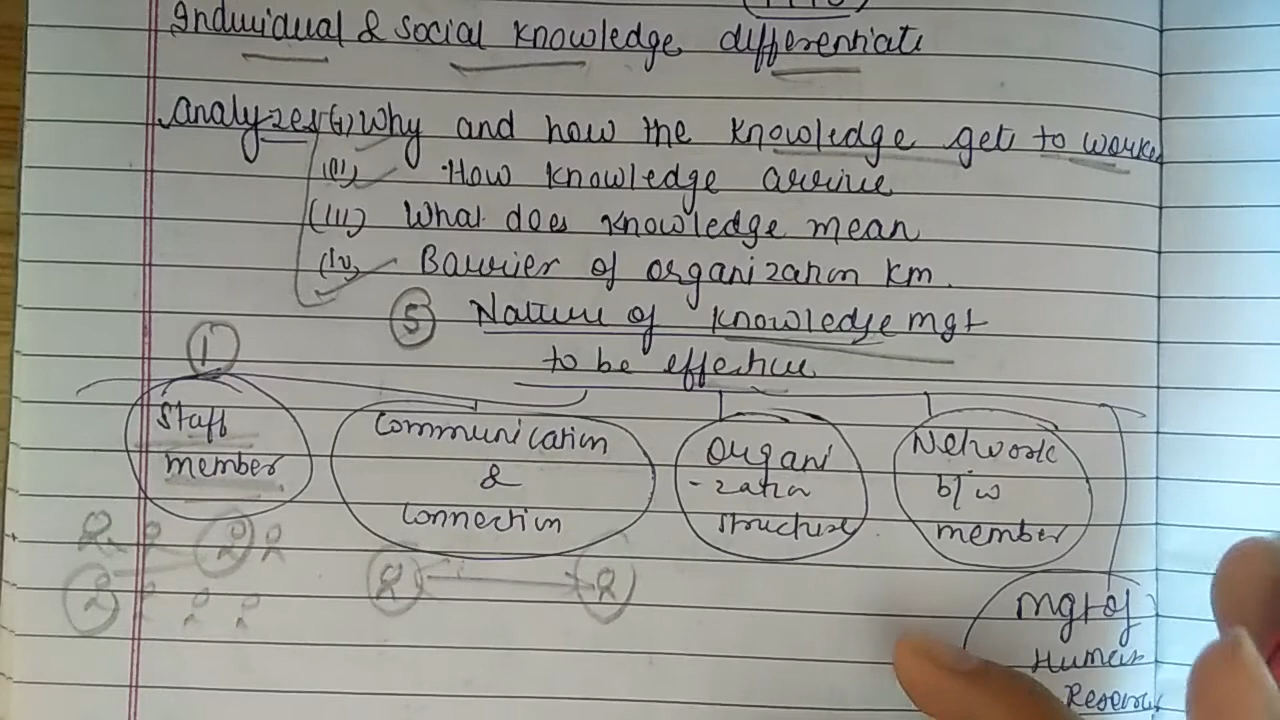 Individual & social knowledge differentiate
analyzes (i) Why and how the knowledge get to worke
(ii) How knowledge arrive
(iii) What does knowledge mean
(iv) Barrier of organization km.
5 Nature of knowledge mgt
to be effective
1
Staff
member
Communication
&
Connection
Organi
-zation
structure
Network
b/w
member
mgt of
Human